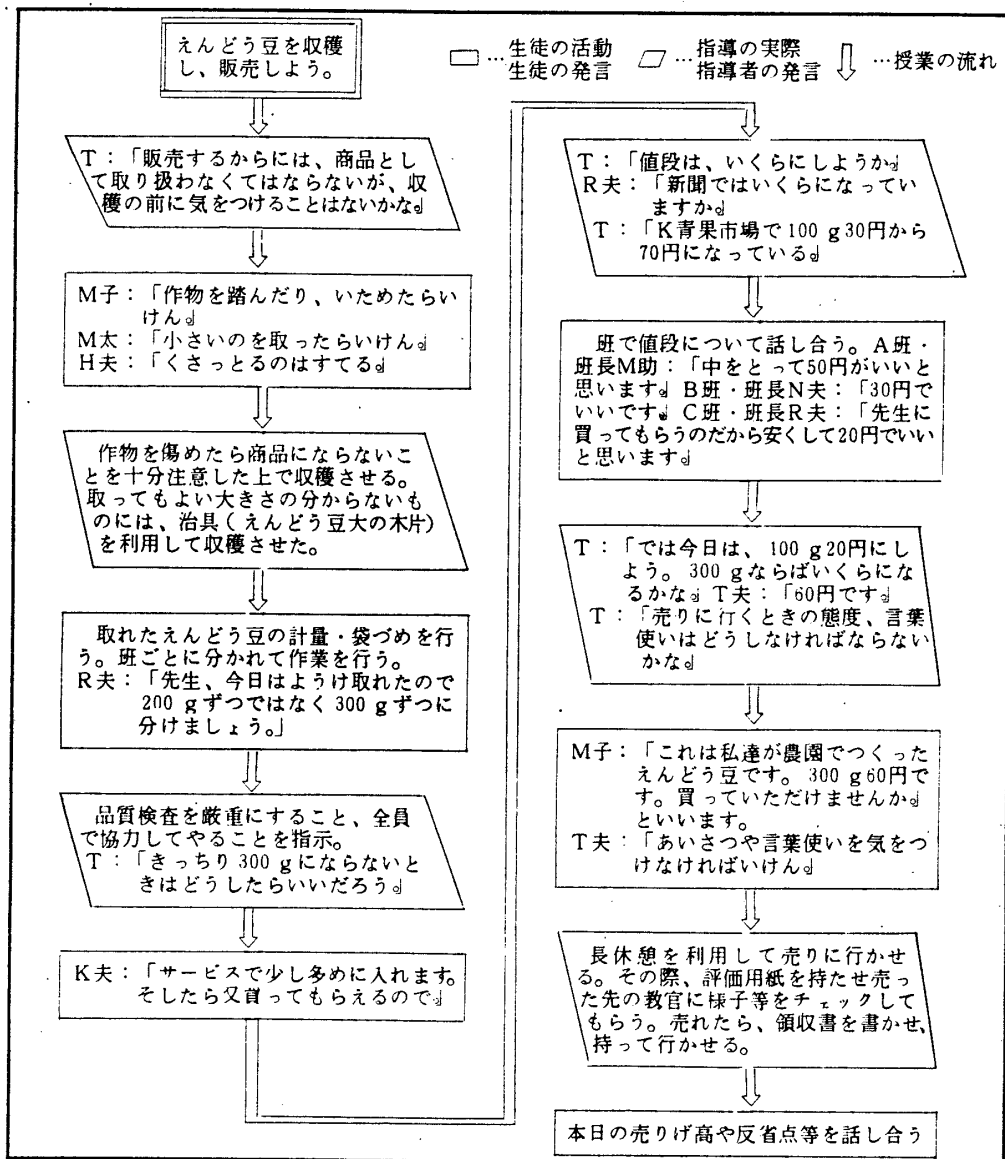 えんどう豆を収穫
し、販売しよう。
▭…生徒の活動
生徒の発言
▱…指導の実際
指導者の発言
⇩…授業の流れ
T：「販売するからには、商品とし
て取り扱わなくてはならないが、収
穫の前に気をつけることはないかな。」
M子：「作物を踏んだり、いためたらい
けん。」
M太：「小さいのを取ったらいけん。」
H夫：「くさっとるのはすてる。」
作物を傷めたら商品にならないこ
とを十分注意した上で収穫させる。
取ってもよい大きさの分からないも
のには、治具（えんどう豆大の木片）
を利用して収穫させた。
取れたえんどう豆の計量・袋づめを行
う。班ごとに分かれて作業を行う。
R夫：「先生、今日はようけ取れたので
200gずつではなく300gずつに
分けましょう。」
品質検査を厳重にすること、全員
で協力してやることを指示。
T：「きっちり300gにならないと
きはどうしたらいいだろう。」
K夫：「サービスで少し多めに入れます。
そしたら又買ってもらえるので。」
T：「値段は、いくらにしようか。」
R夫：「新聞ではいくらになってい
ますか。」
T：「K青果市場で100g30円から
70円になっている。」
班で値段について話し合う。A班・
班長M助：「中をとって50円がいいと
思います。」B班・班長N夫：「30円で
いいです。」C班・班長R夫：「先生に
買ってもらうのだから安くして20円でいい
と思います。」
T：「では今日は、100g20円にし
よう。300gならばいくらにな
るかな。」T夫：「60円です。」
T：「売りに行くときの態度、言葉
使いはどうしなければならない
かな。」
M子：「これは私達が農園でつくった
えんどう豆です。300g60円で
す。買っていただけませんか。」
といいます。
T夫：「あいさつや言葉使いを気をつ
けなければいけん。」
長休憩を利用して売りに行かせ
る。その際、評価用紙を持たせ売っ
た先の教官に様子等をチェックして
もらう。売れたら、領収書を書かせ、
持って行かせる。
本日の売りげ高や反省点等を話し合う